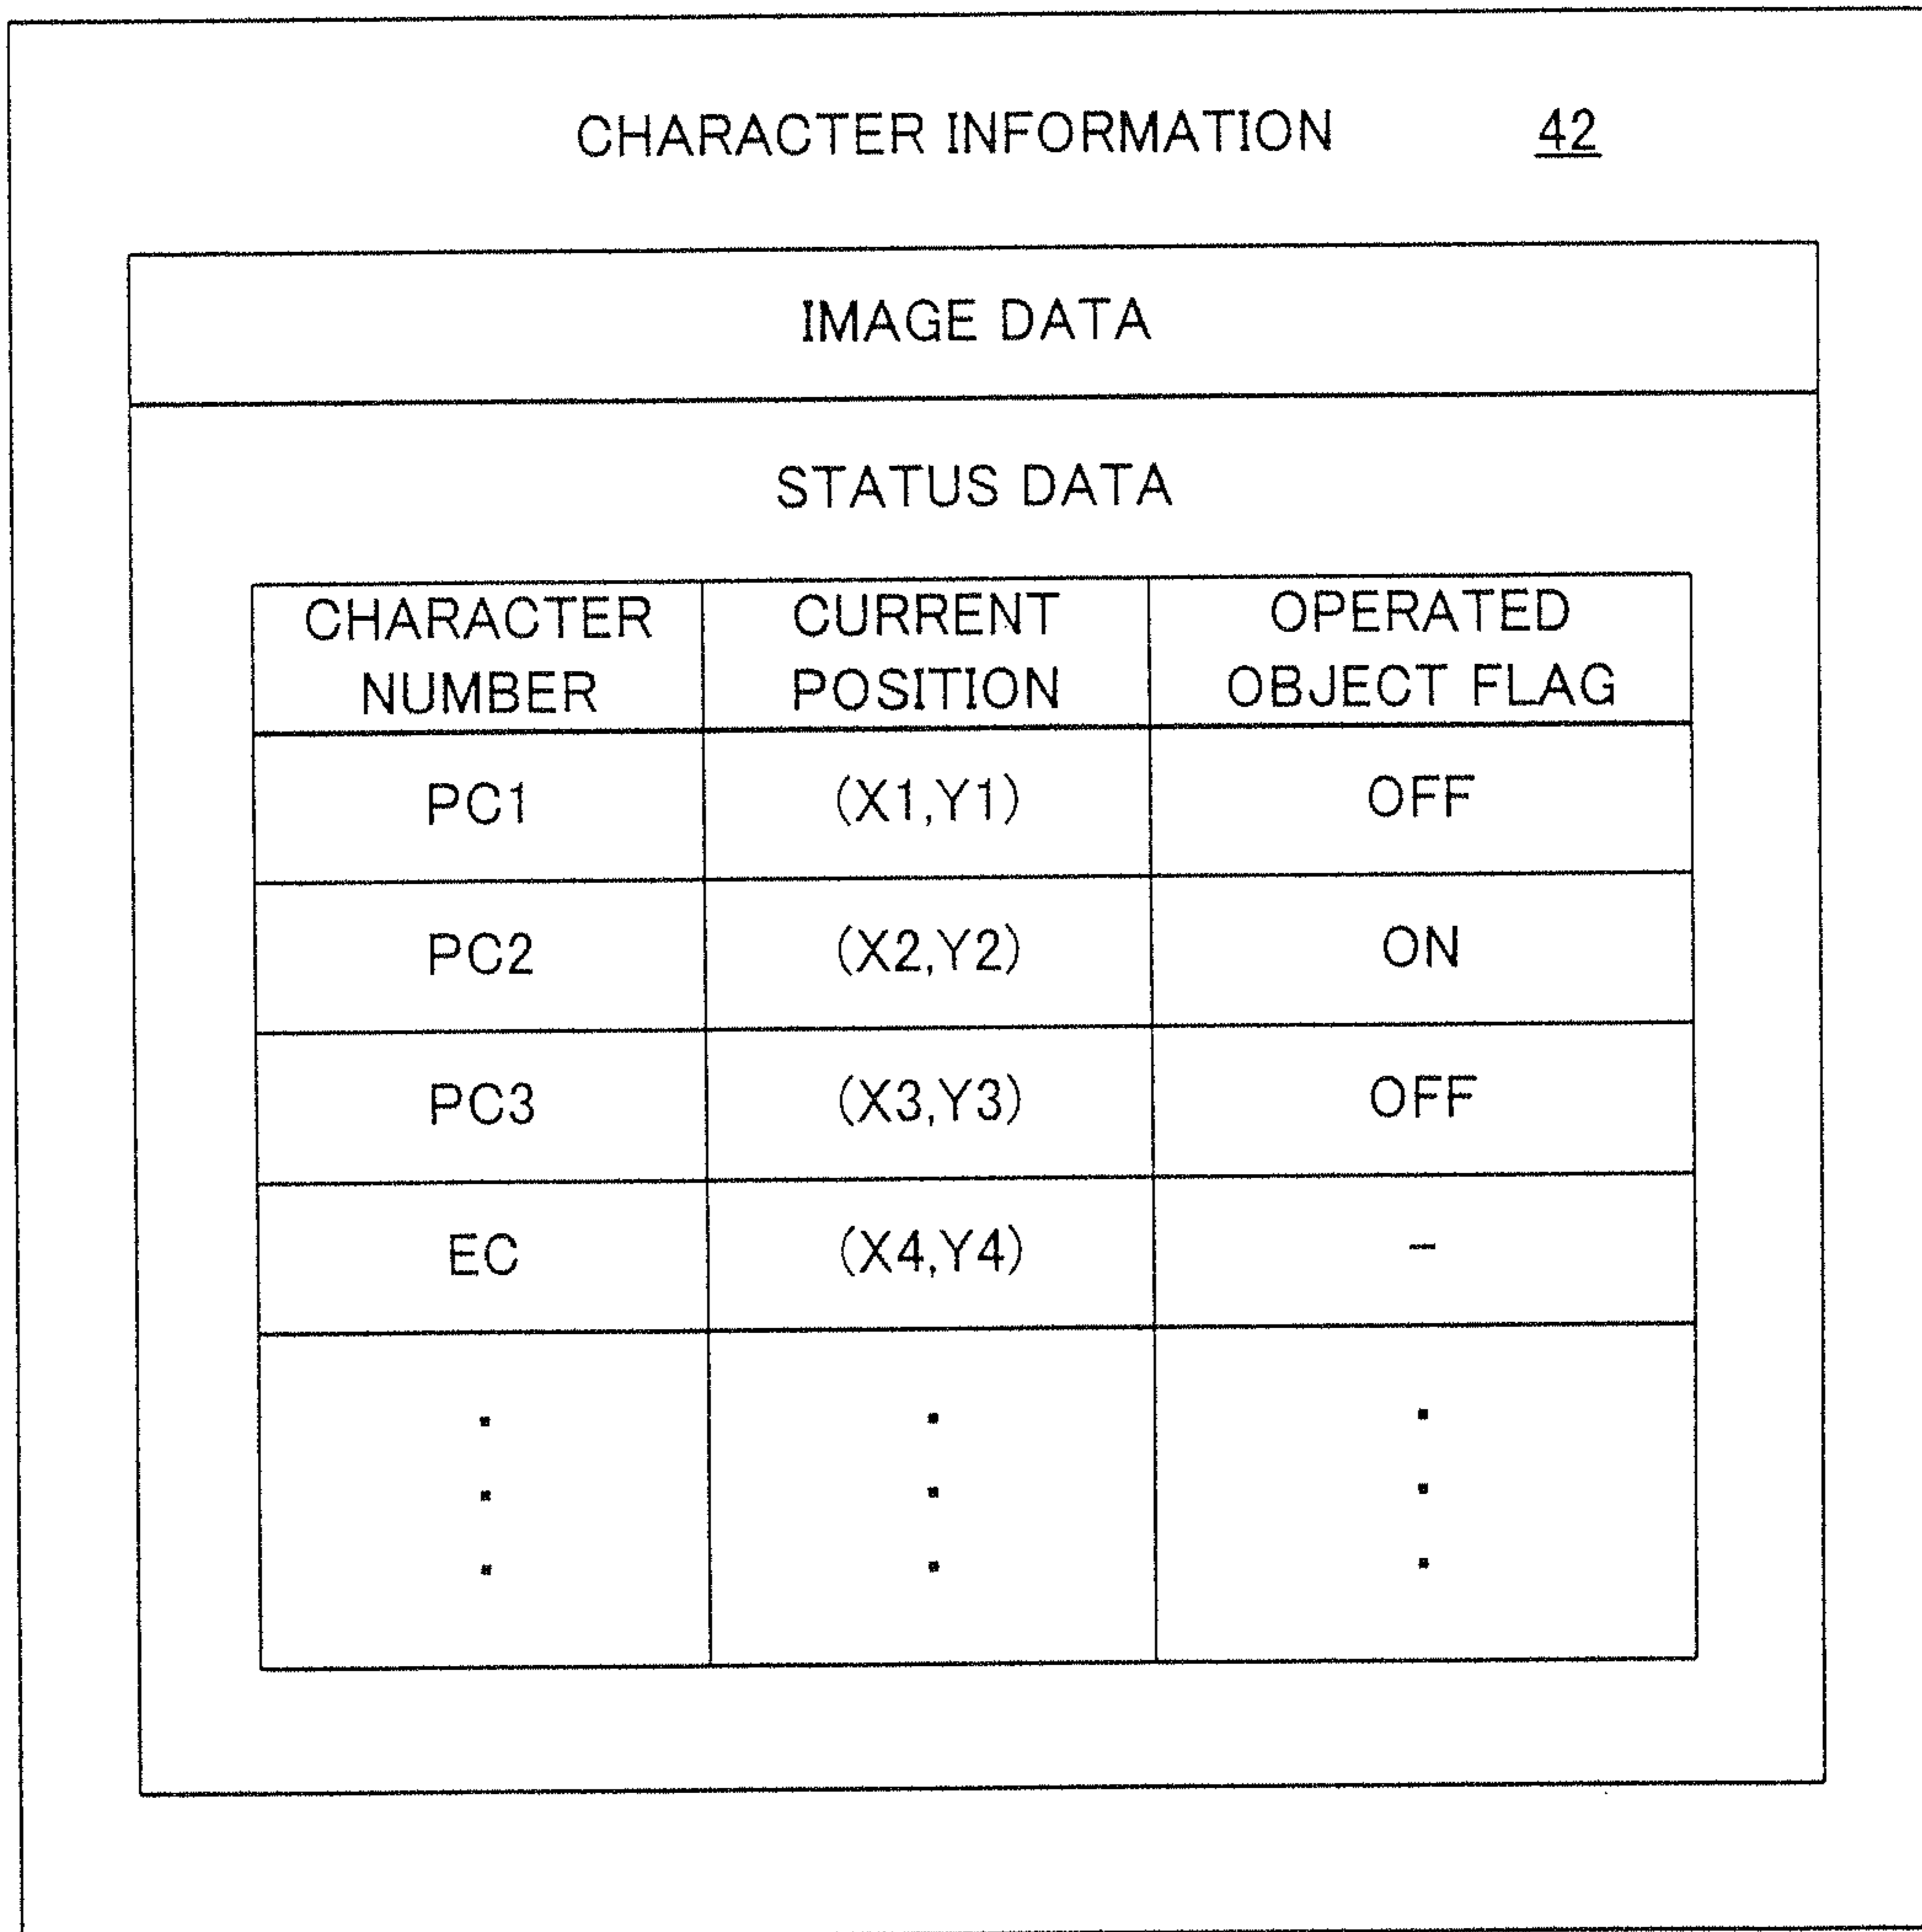 CHARACTER INFORMATION 42
IMAGE DATA
STATUS DATA
CHARACTER NUMBER CURRENT POSITION OPERATED OBJECT FLAG
PC1 (X1,Y1) OFF
PC2 (X2,Y2) ON
PC3 (X3,Y3) OFF
EC (X4,Y4) -